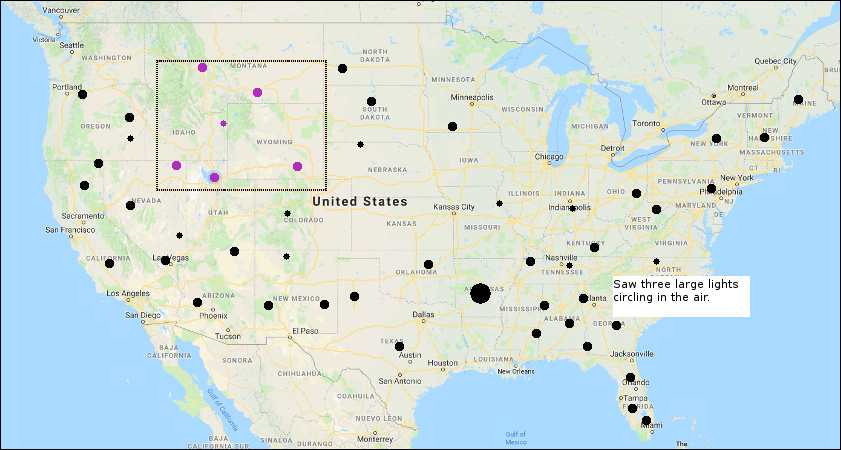 Vancouver
Victoria
Seattle
WASHINGTON
Portland
OREGON
IDAHO
MONTANA
WYOMING
NORTH
DAKOTA
SOUTH
DAKOTA
MINNESOTA
Minneapolis
WISCONSIN
MICHIGAN
Ottawa
Montreal
Quebec City
MAINE
VERMONT
NEW
HAMPSHIRE
MASSACHUSETTS
CT
RI
NEW YORK
Toronto
Detroit
Chicago
IOWA
NEBRASKA
NEVADA
UTAH
COLORADO
United States
KANSAS
Kansas City
MISSOURI
ILLINOIS
INDIANA
Indianapolis
OHIO
PENNSYLVANIA
New York
Philadelphia
MARYLAND
NJ
DE
WEST
VIRGINIA
VIRGINIA
KENTUCKY
Nashville
TENNESSEE
NORTH
CAROLINA
Sacramento
San Francisco
CALIFORNIA
Las Vegas
Los Angeles
San Diego
ARIZONA
Phoenix
Tucson
NEW MEXICO
El Paso
OKLAHOMA
ARKANSAS
Dallas
TEXAS
Austin
Houston
San Antonio
LOUISIANA
New Orleans
MISSISSIPPI
ALABAMA
Atlanta
GEORGIA
Saw three large lights
circling in the air.
Jacksonville
Orlando
Tampa
FLORIDA
Miami
BAJA
CALIFORNIA
SONORA
CHIHUAHUA
COAHUILA
NUEVO LEON
Monterrey
Gulf of
California
BAJA
CALIFORNIA SUR
SINALOA
DURANGO
Gulf of
Mexico
The